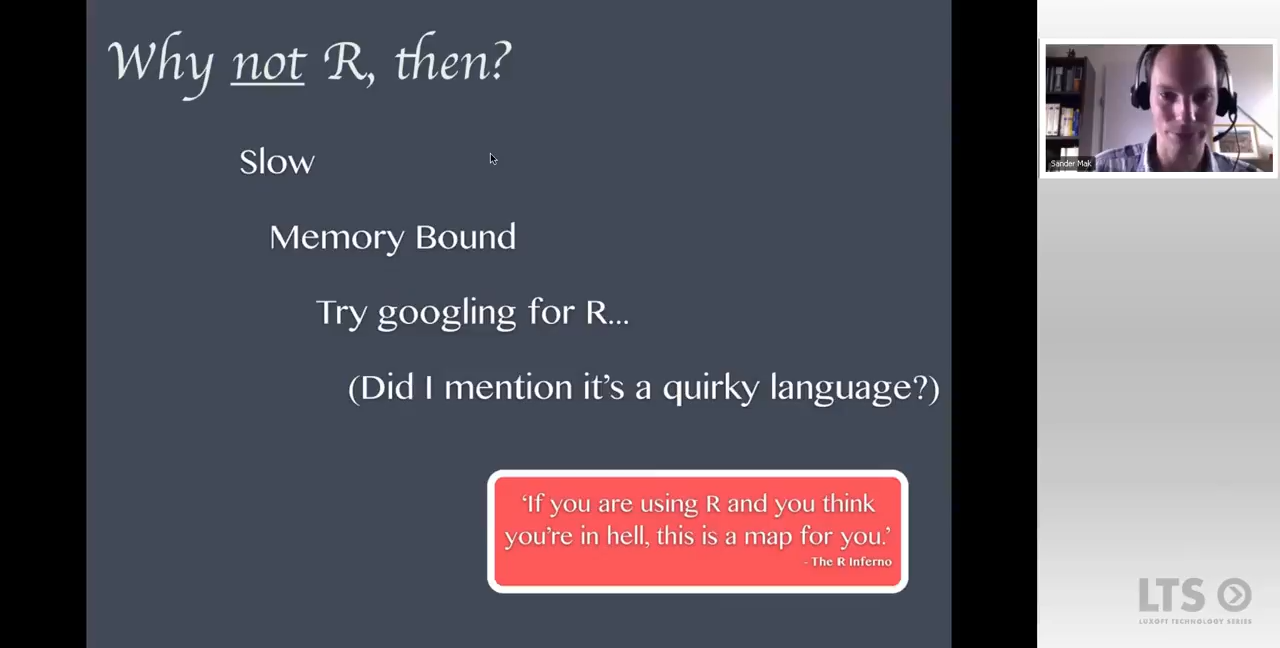 Why not R, then?
Slow
Memory Bound
Try googling for R...
(Did I mention it's a quirky language?)
'If you are using R and you think
you're in hell, this is a map for you.'
- The R Inferno
Sander Mak
LTS
LUXOFT TECHNOLOGY SERIES